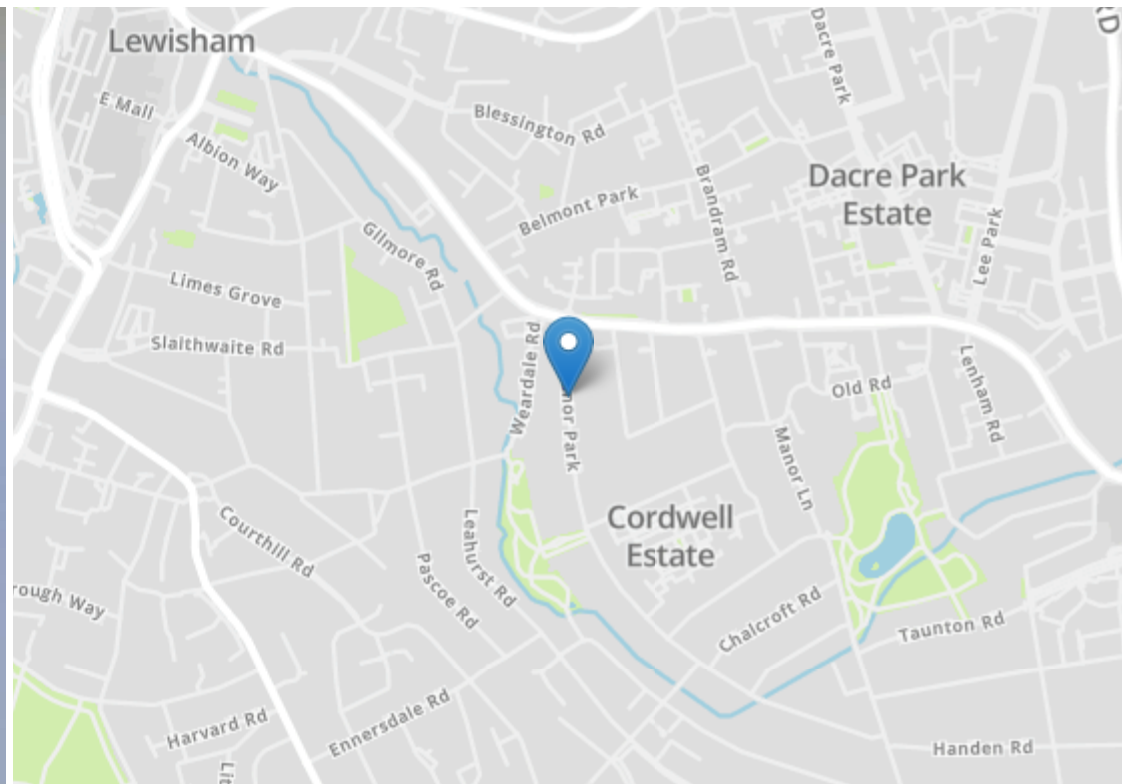 Lewisham
Dacre Park
RD
E Mall
Blessington Rd
Albion Way
Belmont Park
Brandram Rd
Dacre Park
Estate
Gilmore Rd
Lee Park
Limes Grove
Slaithwaite Rd
Weardale Rd
nor Park
Old Rd
Lenham Rd
Manor Ln
Cordwell
Estate
Courthill Rd
Leahurst Rd
Pascoe Rd
rough Way
Chalcroft Rd
Taunton Rd
Harvard Rd
Ennersdale Rd
Handen Rd
Lit